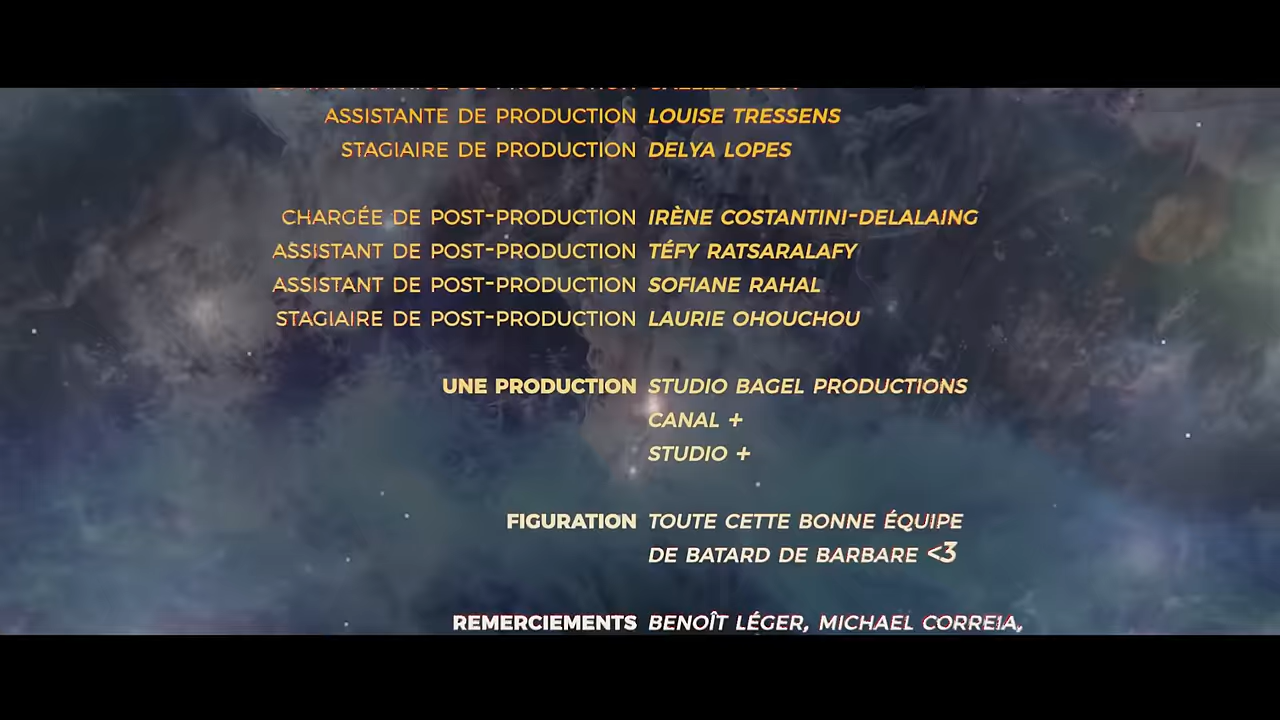 ASSISTANTE DE PRODUCTION LOUISE TRESSENS
STAGIAIRE DE PRODUCTION DELYA LOPES
CHARGÉE DE POST-PRODUCTION IRÈNE COSTANTINI-DELALAING
ASSISTANT DE POST-PRODUCTION TÉFY RATSARALAFY
ASSISTANT DE POST-PRODUCTION SOFIANE RAHAL
STAGIAIRE DE POST-PRODUCTION LAURIE OHOUCHOU
UNE PRODUCTION STUDIO BAGEL PRODUCTIONS
CANAL +
STUDIO +
FIGURATION TOUTE CETTE BONNE ÉQUIPE
DE BATARD DE BARBARE <3
REMERCIEMENTS BENOÎT LÉGER, MICHAEL CORREIA,